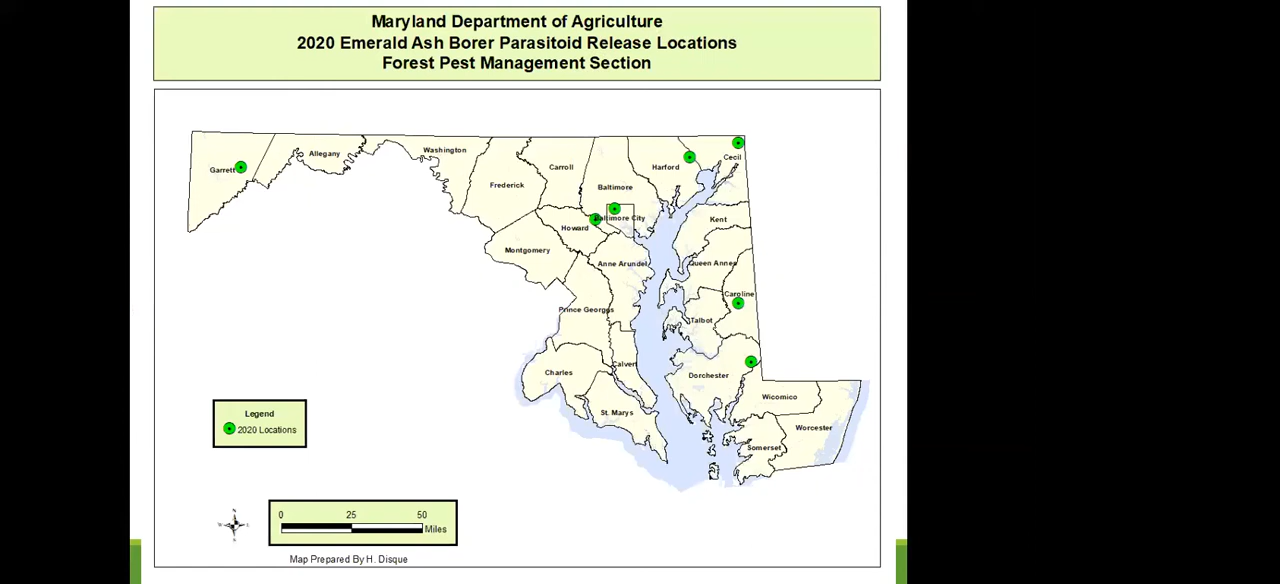 Maryland Department of Agriculture
2020 Emerald Ash Borer Parasitoid Release Locations
Forest Pest Management Section
Garrett
Allegany
Washington
Frederick
Carroll
Baltimore
Harford
Cecil
Baltimore City
Howard
Kent
Montgomery
Anne Arundel
Queen Annes
Caroline
Prince Georges
Talbot
Calvert
Charles
Dorchester
St. Marys
Wicomico
Worcester
Somerset
Legend
2020 Locations
N
W
S
0 25 50
Miles
Map Prepared By H. Disque